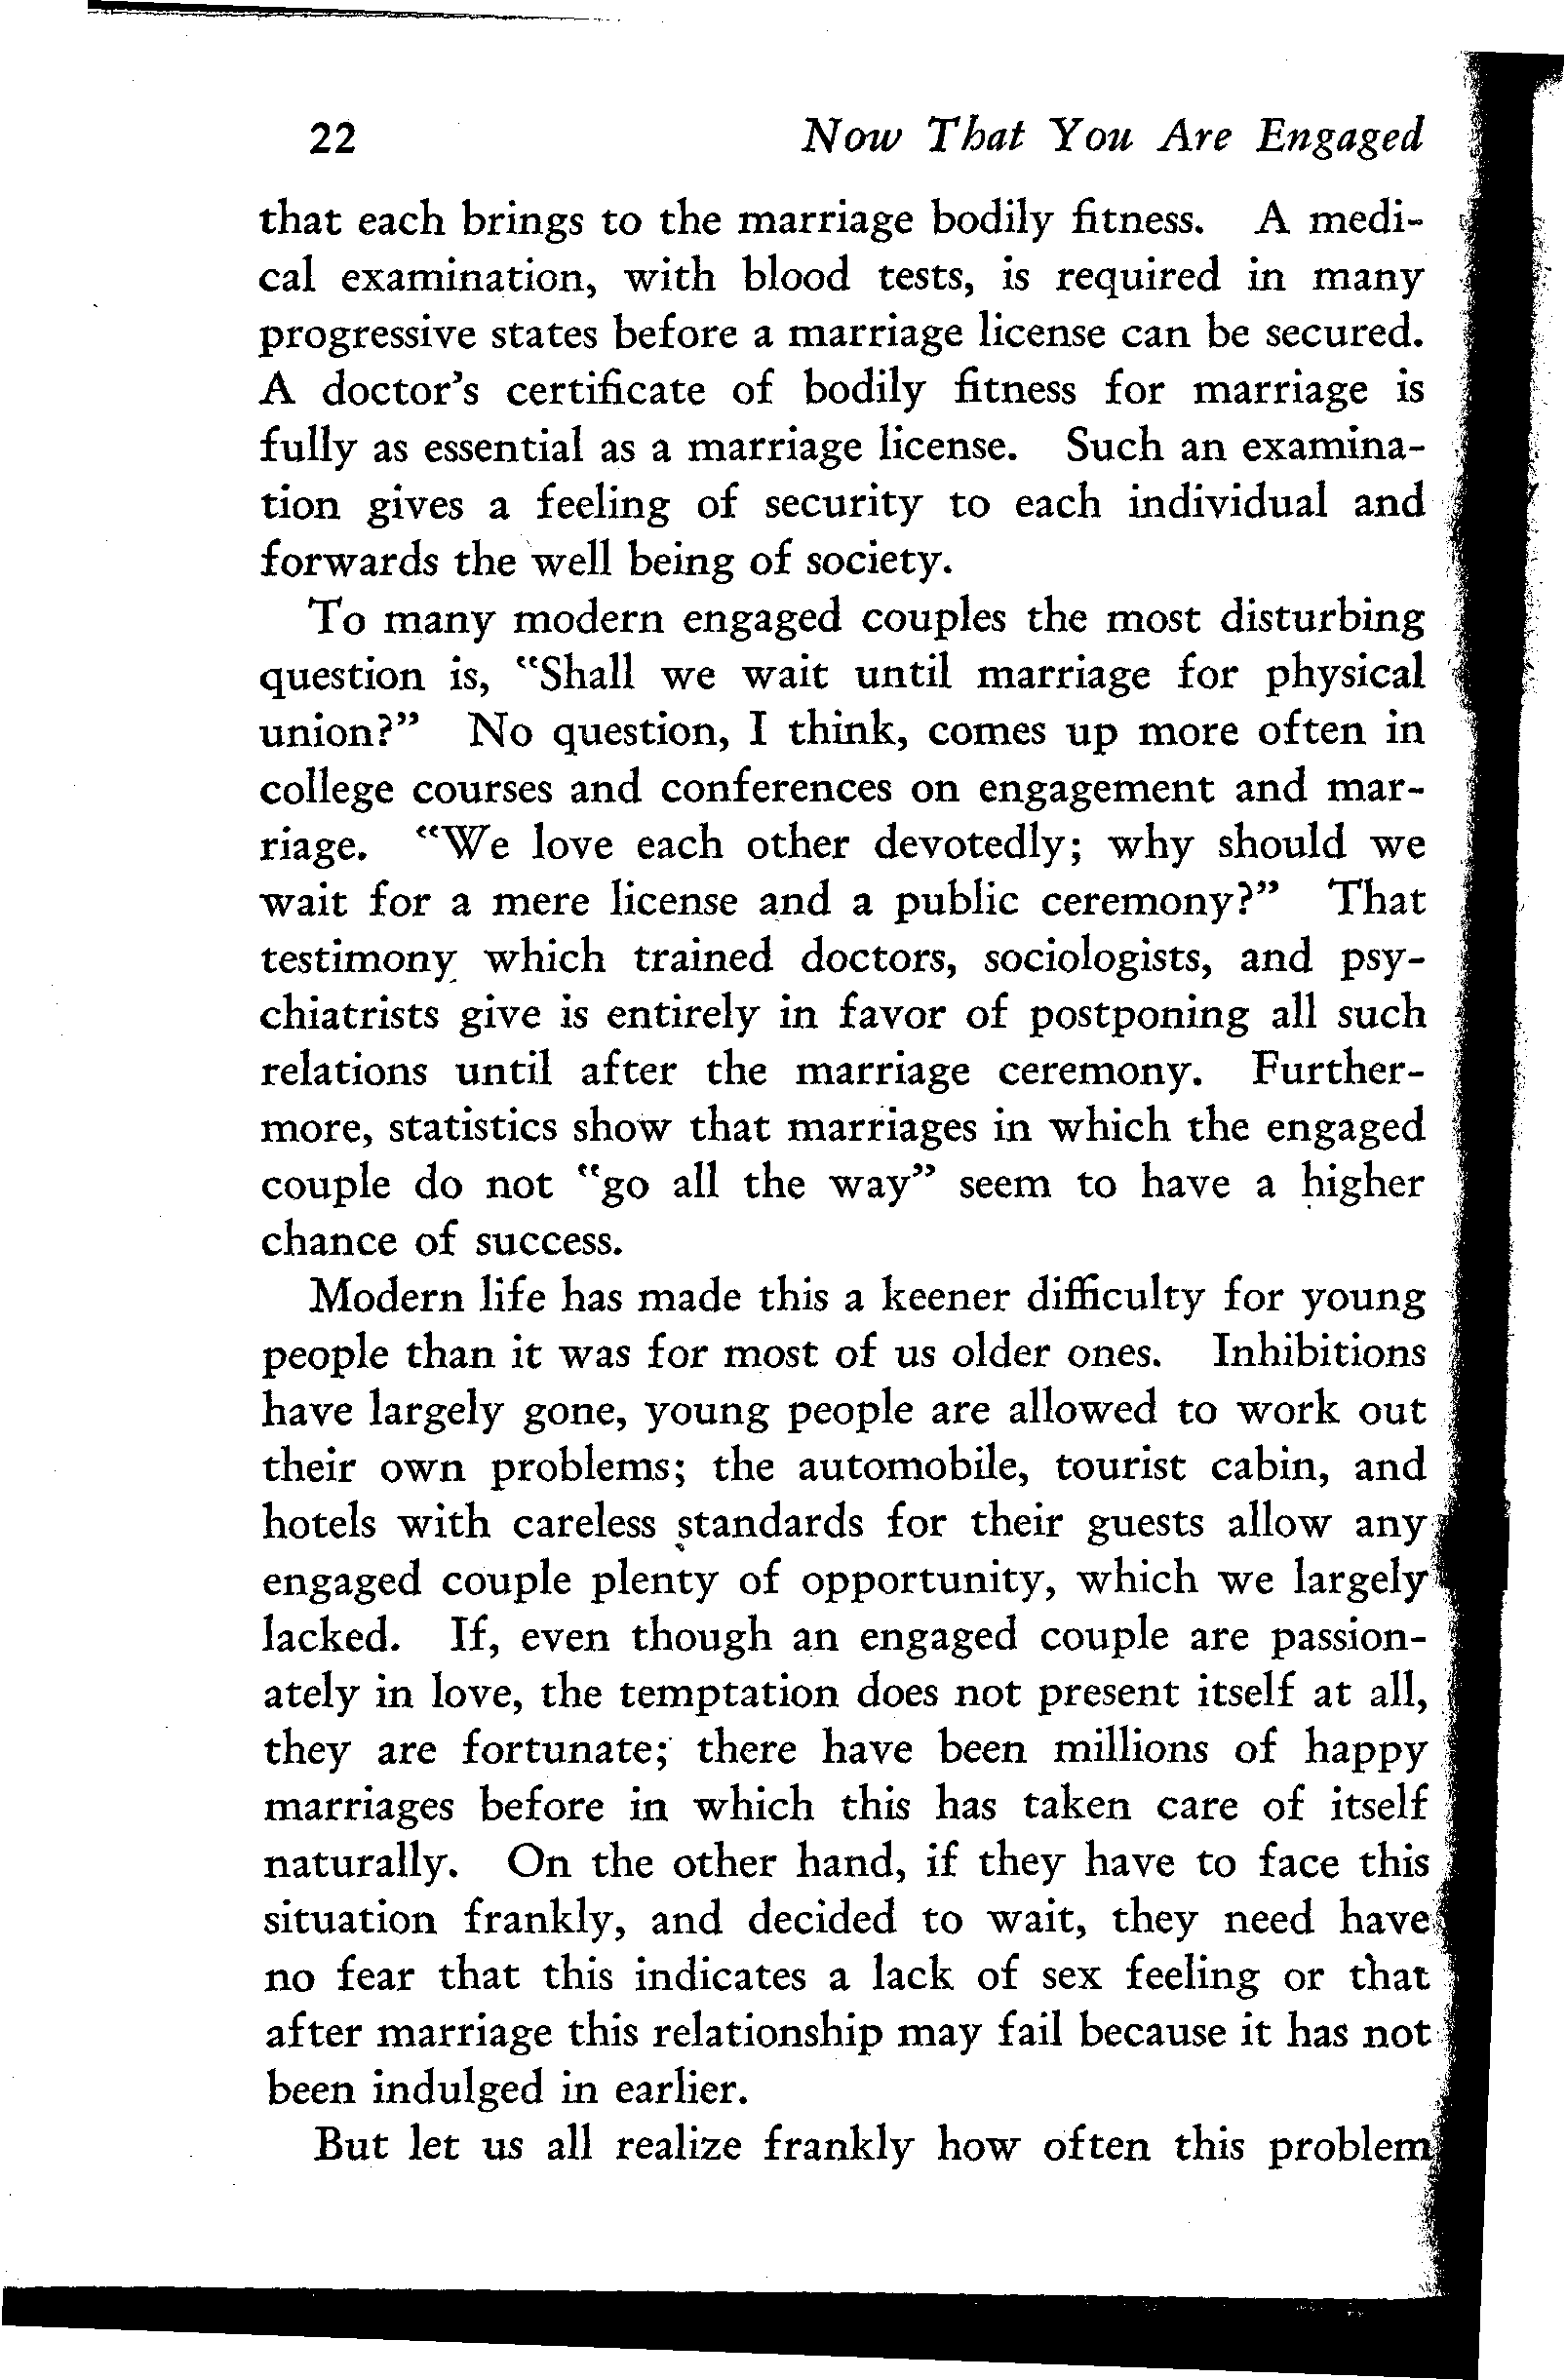 22 Now That You Are Engaged
that each brings to the marriage bodily fitness. A medi-
cal examination, with blood tests, is required in many
progressive states before a marriage license can be secured.
A doctor's certificate of bodily fitness for marriage is
fully as essential as a marriage license. Such an examina-
tion gives a feeling of security to each individual and
forwards the well being of society.
To many modern engaged couples the most disturbing
question is, "Shall we wait until marriage for physical
union?" No question, I think, comes up more often in
college courses and conferences on engagement and mar-
riage. "We love each other devotedly; why should we
wait for a mere license and a public ceremony?" That
testimony which trained doctors, sociologists, and psy-
chiatrists give is entirely in favor of postponing all such
relations until after the marriage ceremony. Further-
more, statistics show that marriages in which the engaged
couple do not "go all the way" seem to have a higher
chance of success.
Modern life has made this a keener difficulty for young
people than it was for most of us older ones. Inhibitions
have largely gone, young people are allowed to work out
their own problems; the automobile, tourist cabin, and
hotels with careless standards for their guests allow any
engaged couple plenty of opportunity, which we largely
lacked. If, even though an engaged couple are passion-
ately in love, the temptation does not present itself at all,
they are fortunate; there have been millions of happy
marriages before in which this has taken care of itself
naturally. On the other hand, if they have to face this
situation frankly, and decided to wait, they need have
no fear that this indicates a lack of sex feeling or that
after marriage this relationship may fail because it has not
been indulged in earlier.
But let us all realize frankly how often this problem